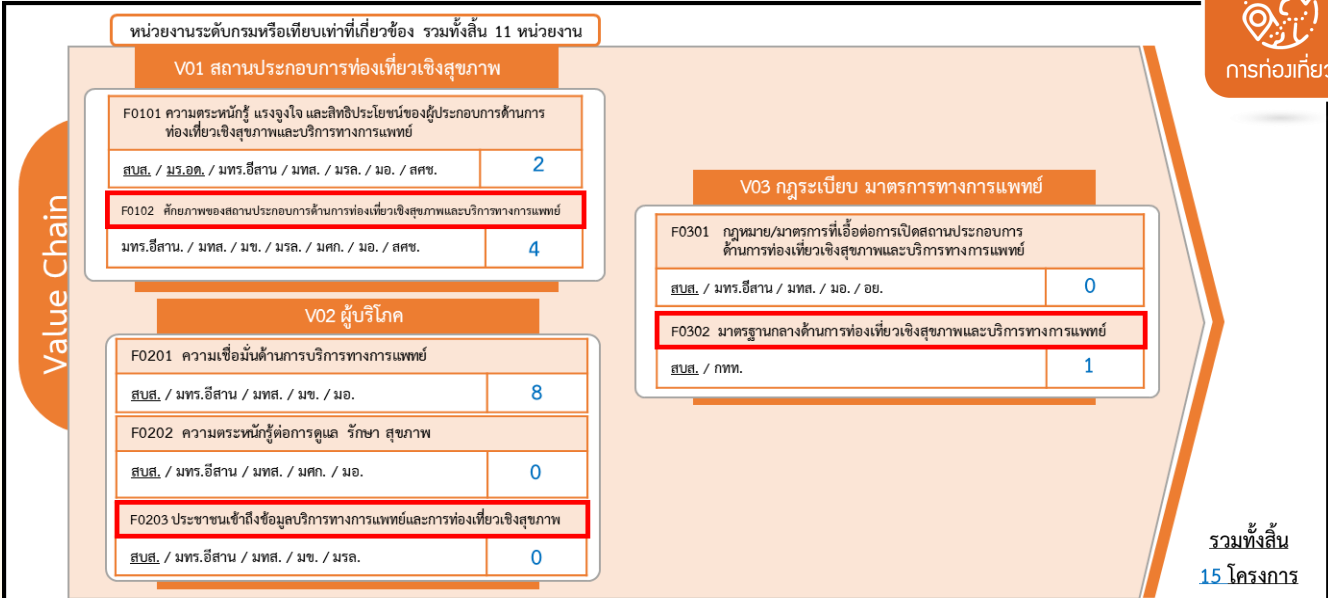 หน่วยงานระดับกรมหรือเทียบเท่าที่เกี่ยวข้อง รวมทั้งสิ้น 11 หน่วยงาน
การท่องเที่ยว
Value Chain
V01 สถานประกอบการท่องเที่ยวเชิงสุขภาพ
F0101 ความตระหนักรู้ แรงจูงใจ และสิทธิประโยชน์ของผู้ประกอบการด้านการ
ท่องเที่ยวเชิงสุขภาพและบริการทางการแพทย์
สบส. / มร.อด. / มทร.อีสาน / มทส. / มรล. / มอ. / สศช.
2
F0102 ศักยภาพของสถานประกอบการด้านการท่องเที่ยวเชิงสุขภาพและบริการทางการแพทย์
มทร.อีสาน. / มทส. / มข. / มรล. / มศก. / มอ. / สศช.
4
V02 ผู้บริโภค
F0201 ความเชื่อมั่นด้านการบริการทางการแพทย์
สบส. / มทร.อีสาน / มทส. / มข. / มอ.
8
F0202 ความตระหนักรู้ต่อการดูแล รักษา สุขภาพ
สบส. / มทร.อีสาน / มทส. / มศก. / มอ.
0
F0203 ประชาชนเข้าถึงข้อมูลบริการทางการแพทย์และการท่องเที่ยวเชิงสุขภาพ
สบส. / มทร.อีสาน / มทส. / มข. / มรล.
0
V03 กฎระเบียบ มาตรการทางการแพทย์
F0301 กฎหมาย/มาตรการที่เอื้อต่อการเปิดสถานประกอบการ
ด้านการท่องเที่ยวเชิงสุขภาพและบริการทางการแพทย์
สบส. / มทร.อีสาน / มทส. / มอ. / อย.
0
F0302 มาตรฐานกลางด้านการท่องเที่ยวเชิงสุขภาพและบริการทางการแพทย์
สบส. / กทท.
1
รวมทั้งสิ้น
15 โครงการ